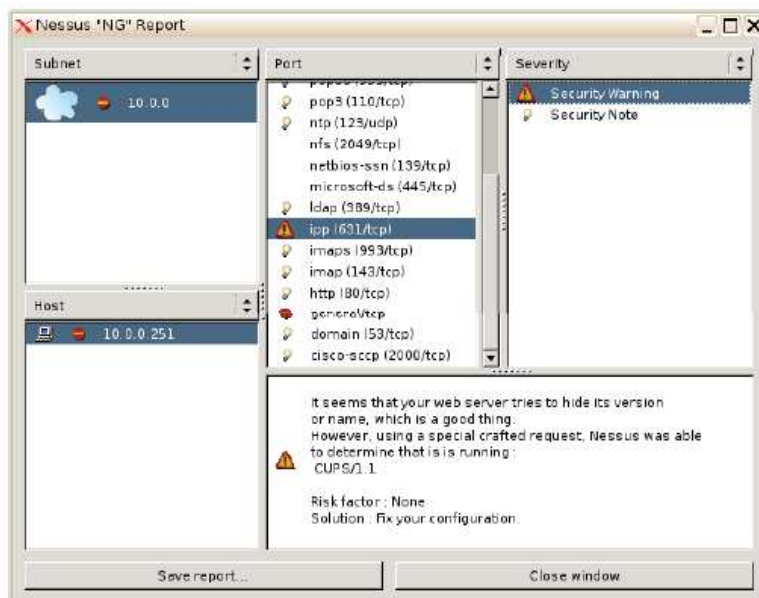 Nessus "NG" Report
Subnet
10.0.0
Host
10.0.0.251
Port
pop3 (110/tcp)
ntp (123/udp)
nfs (2049/tcp)
netbios-ssn (139/tcp)
microsoft-ds (445/tcp)
ldap (389/tcp)
ipp (631/tcp)
imaps (993/tcp)
imap (143/tcp)
http (80/tcp)
general/tcp
domain (53/tcp)
cisco-sccp (2000/tcp)
Severity
Security Warning
Security Note
It seems that your web server tries to hide its version
or name, which is a good thing.
However, using a special crafted request, Nessus was able
to determine that is is running :
CUPS/1.1
Risk factor : None
Solution : Fix your configuration.
Save report...
Close window